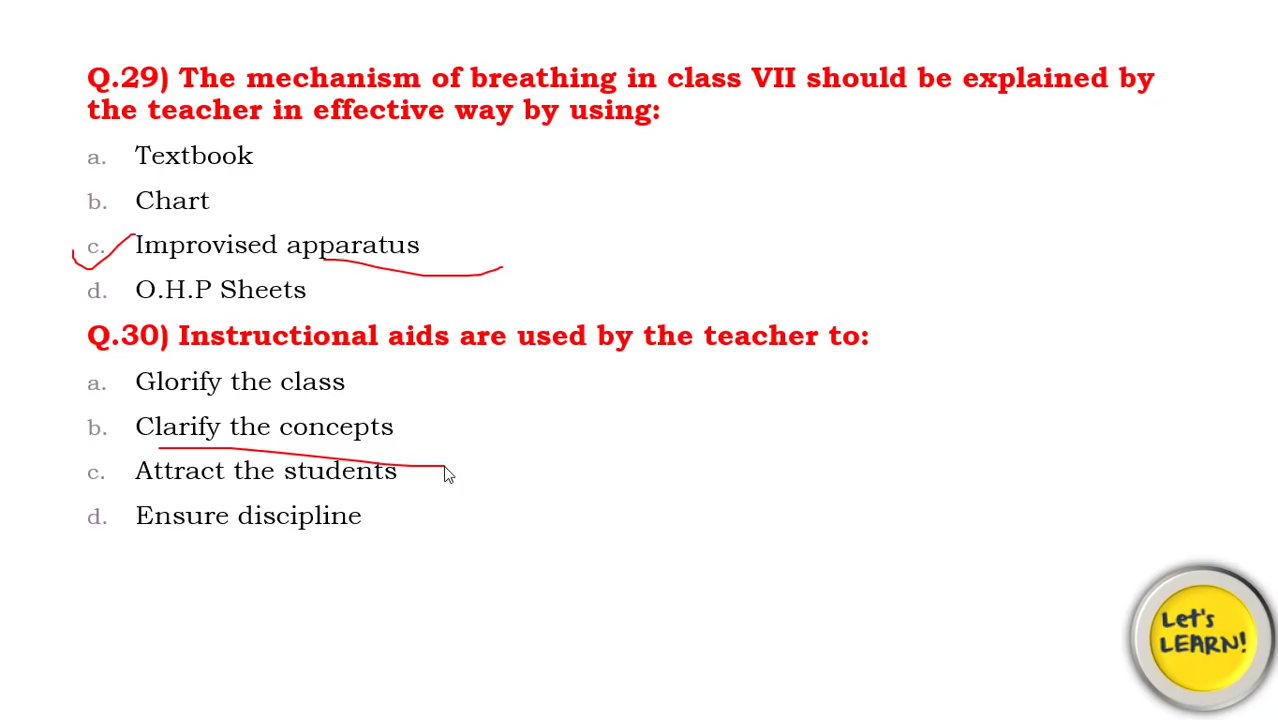 Q.29) The mechanism of breathing in class VII should be explained by
the teacher in effective way by using:
a. Textbook
b. Chart
c. Improvised apparatus
d. O.H.P Sheets
Q.30) Instructional aids are used by the teacher to:
a. Glorify the class
b. Clarify the concepts
c. Attract the students
d. Ensure discipline
Let's
LEARN!